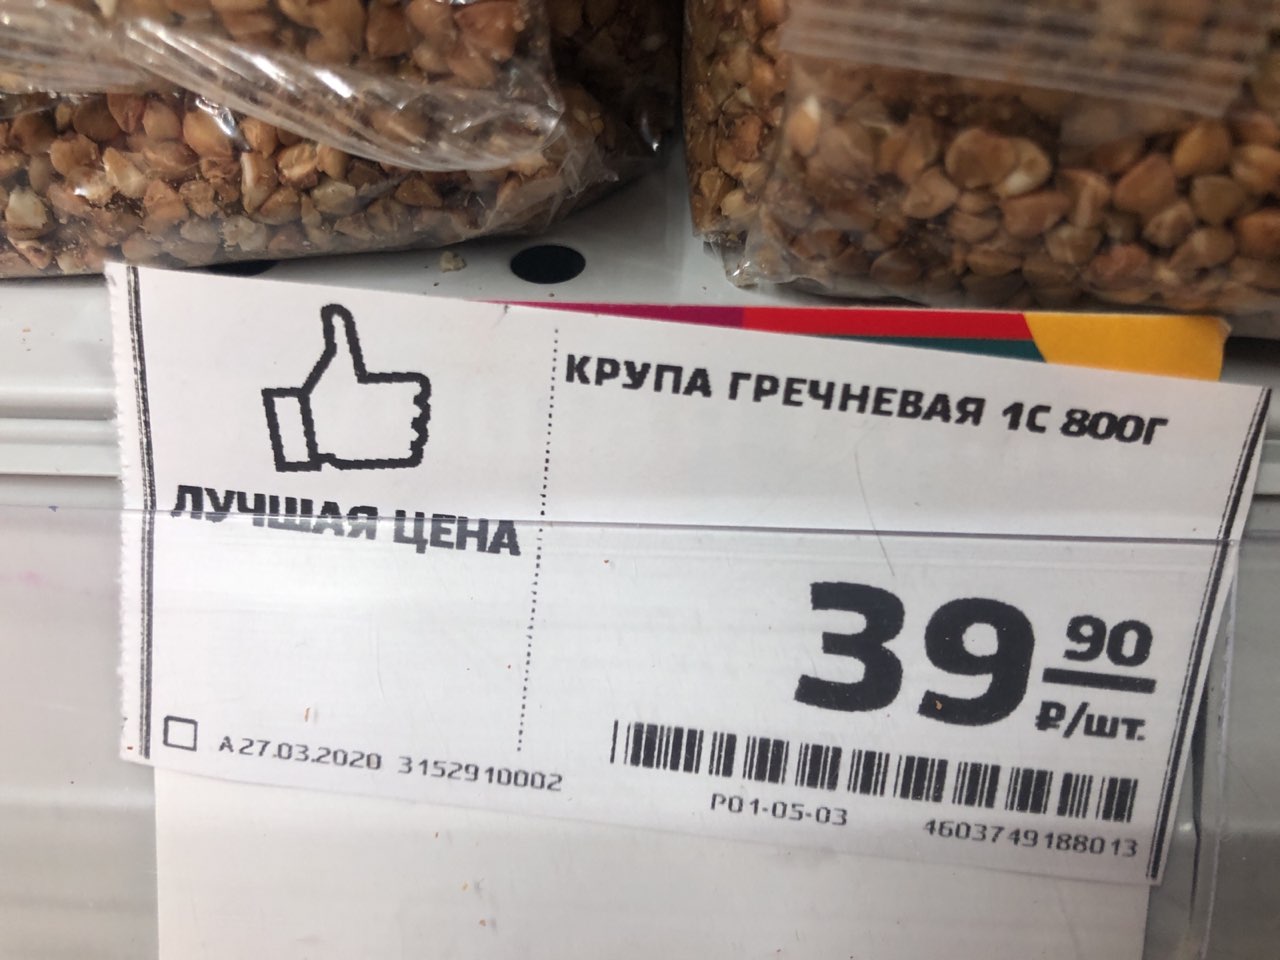 ЛУЧШАЯ ЦЕНА
КРУПА ГРЕЧНЕВАЯ 1С 800Г
39 90
₽/шт.
А27.03.2020 3152910002
Р01-05-03
4603749188013